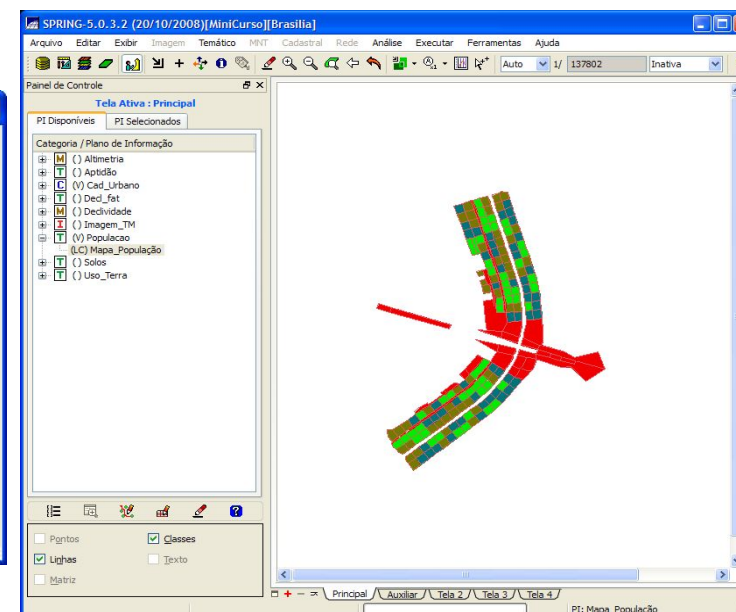 SPRING-5.0.3.2 (20/10/2008)[MiniCurso][Brasilia]
Arquivo Editar Exibir Imagem Temático MNT Cadastral Rede Análise Executar Ferramentas Ajuda
Auto 1/ 137802 Inativa
Painel de Controle
Tela Ativa : Principal
PI Disponíveis PI Selecionados
Categoria / Plano de Informação
M () Altimetria
T () Aptidão
C (V) Cad_Urbano
T () Decl_fat
M () Declividade
I () Imagem_TM
T (V) Populacao
(LC) Mapa_População
T () Solos
T () Uso_Terra
Pontos Classes
Linhas Texto
Matriz
Principal Auxiliar Tela 2 Tela 3 Tela 4
PI: Mapa_População